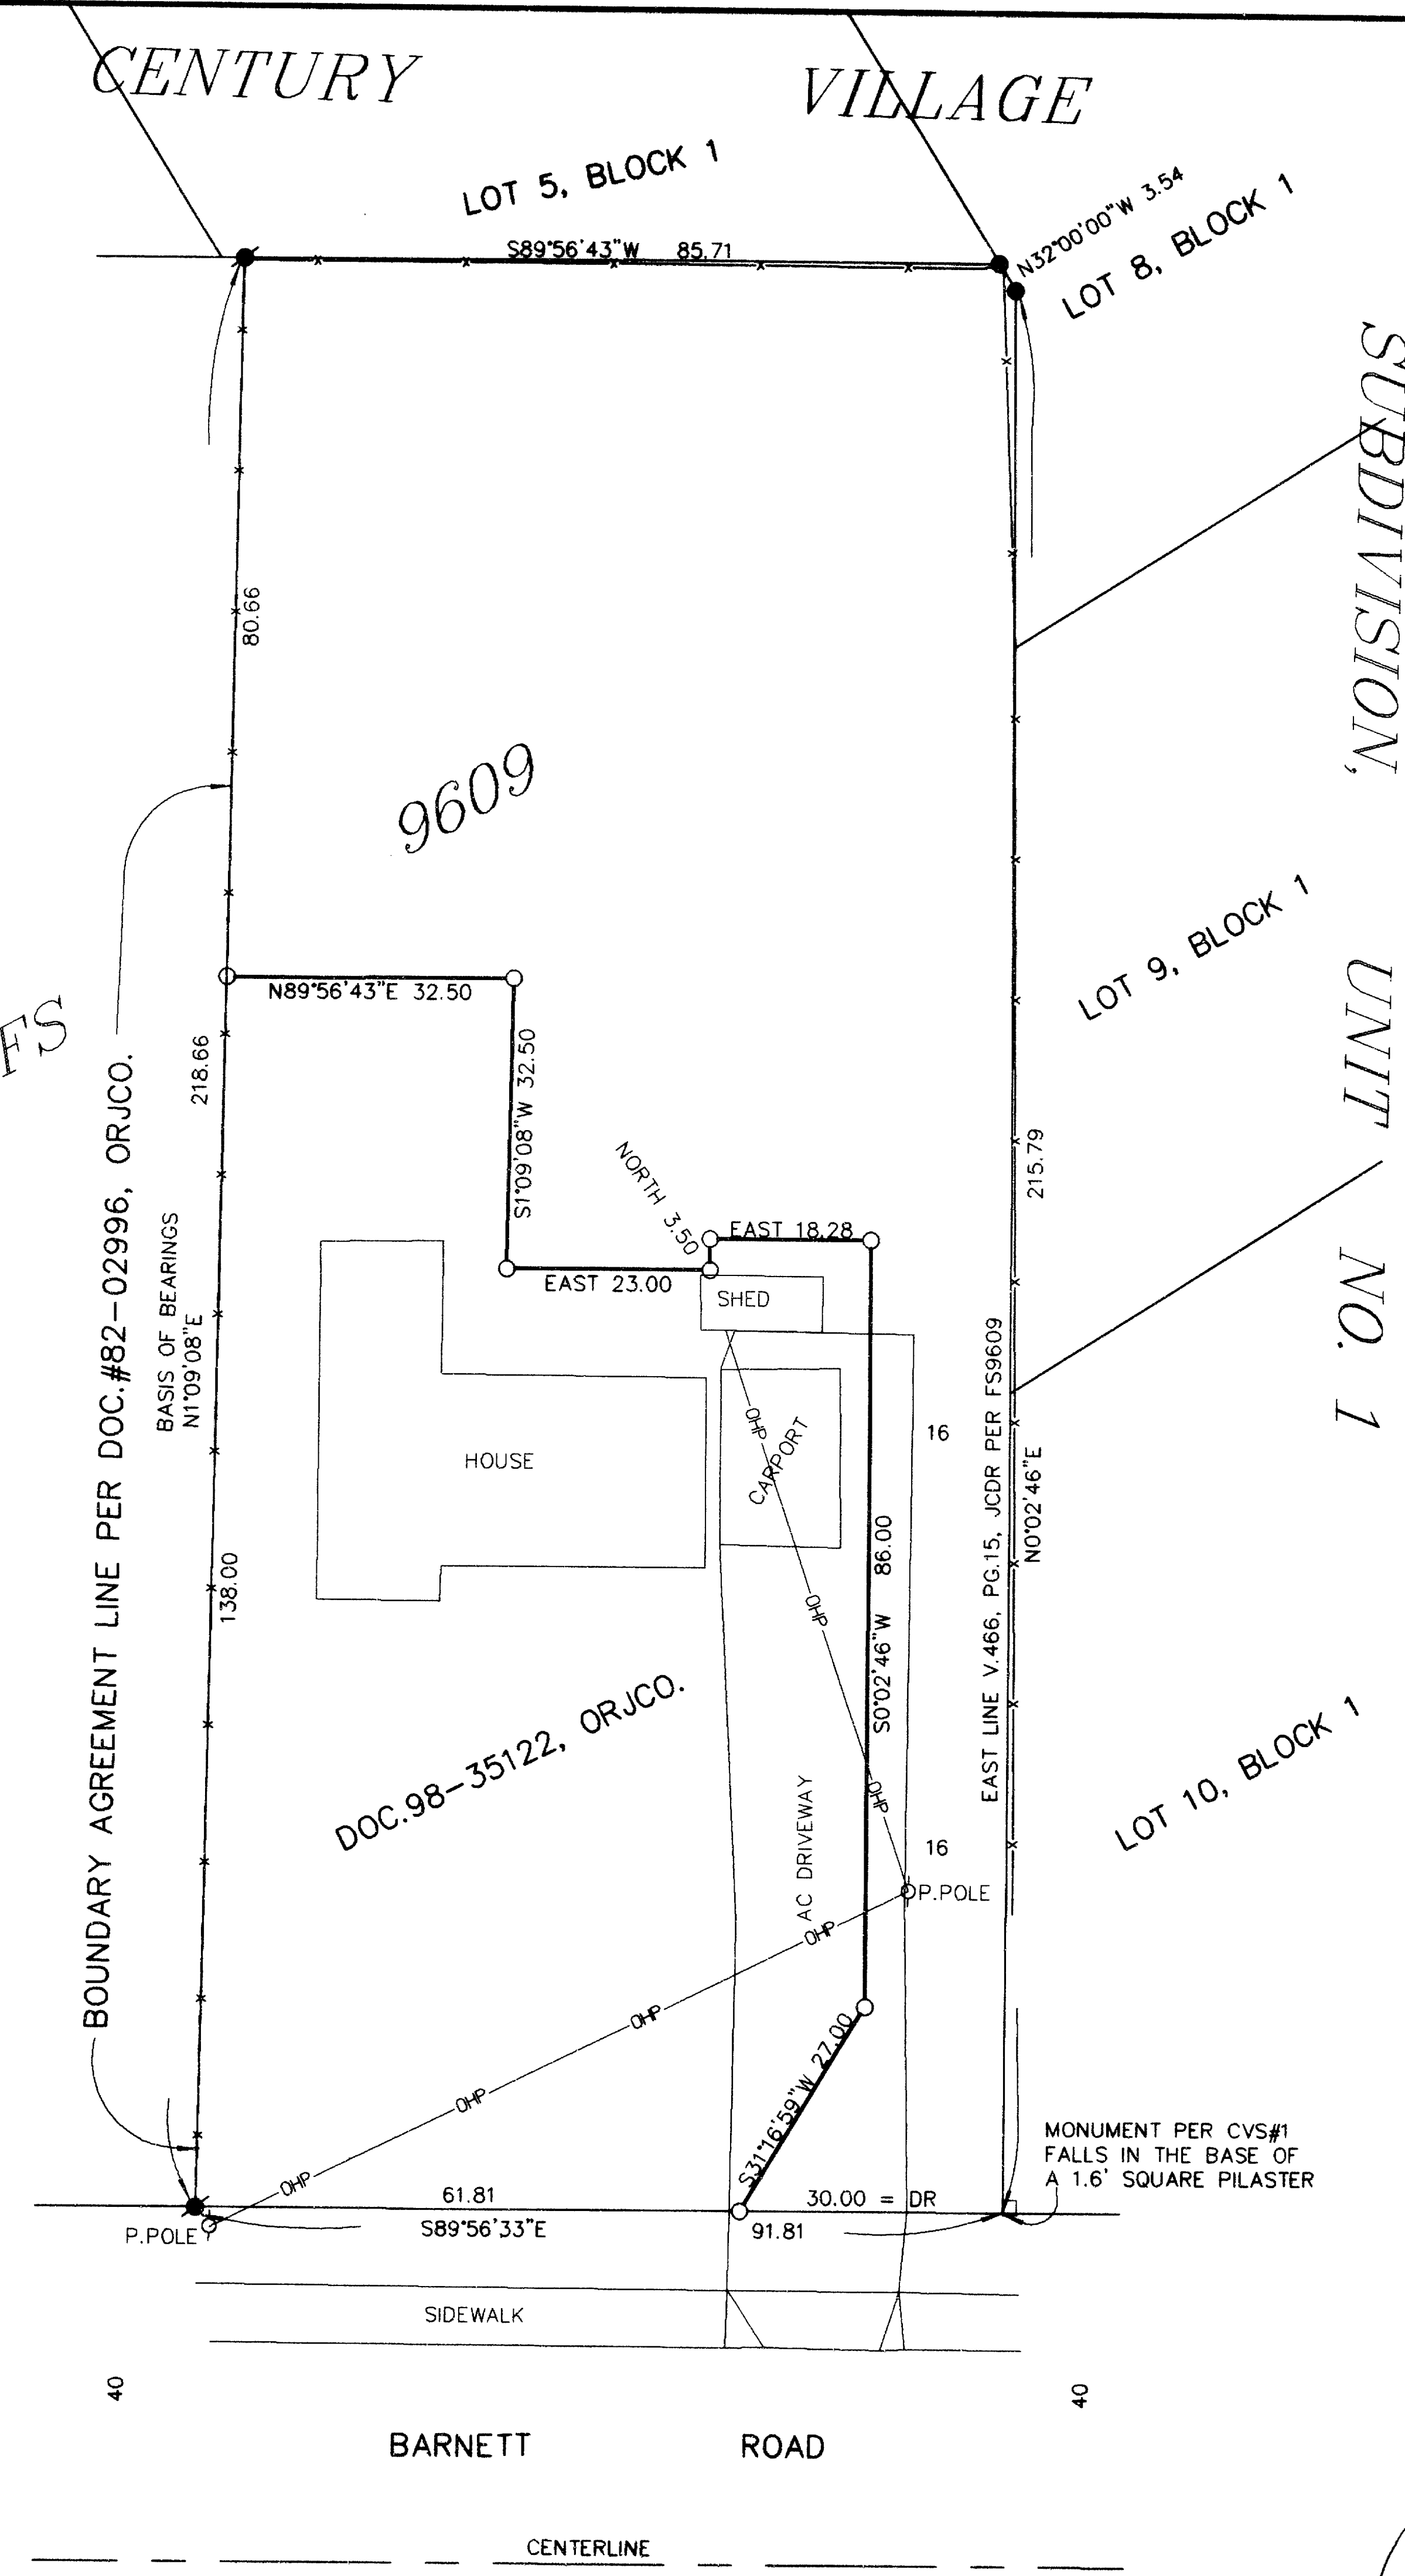 CENTURY VILLAGE
LOT 5, BLOCK 1
N32°00'00"W 3.54
LOT 8, BLOCK 1
S89°56'43"W 85.71
SUBDIVISION,
80.66
9609
LOT 9, BLOCK 1
UNIT NO. 1
FS
N89°56'43"E 32.50
218.66
S1°09'08"W 32.50
BOUNDARY AGREEMENT LINE PER DOC.#82-02996, ORJCO.
BASIS OF BEARINGS
N1°09'08"E
NORTH 3.50
EAST 18.28
EAST 23.00
SHED
215.79
EAST LINE V.466, PG.15, JCDR PER FS9609
N0°02'46"E
HOUSE
OHP
CARPORT
16
138.00
86.00
S0°02'46"W
OHP
DOC.98-35122, ORJCO.
LOT 10, BLOCK 1
OHP
AC DRIVEWAY
16
P.POLE
OHP
OHP
OHP
OHP
S31°16'59"W 27.00
MONUMENT PER CVS#1
FALLS IN THE BASE OF
A 1.6' SQUARE PILASTER
61.81
30.00 = DR
P.POLE
S89°56'33"E
91.81
SIDEWALK
40
40
BARNETT ROAD
CENTERLINE